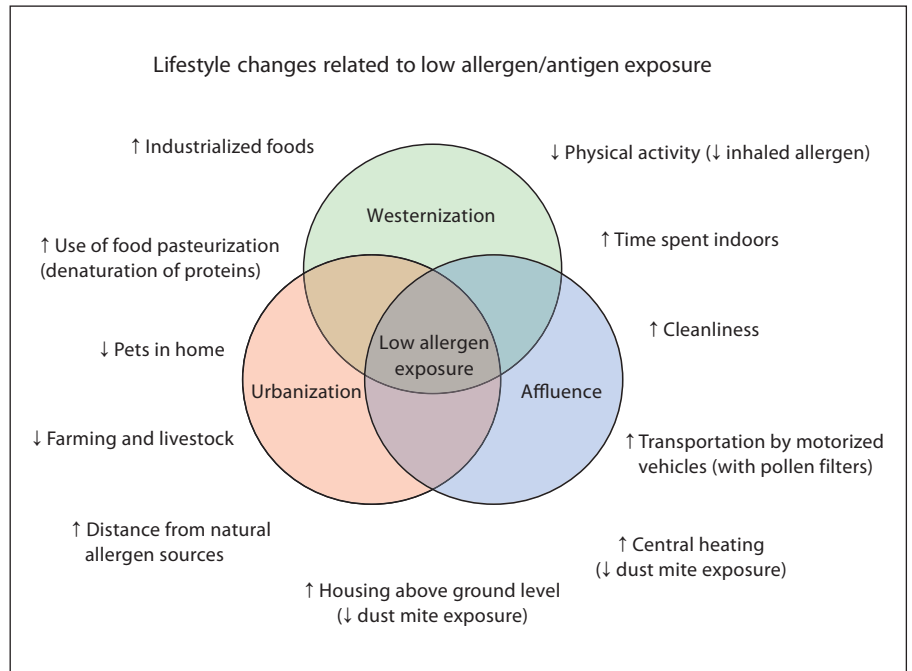 Lifestyle changes related to low allergen/antigen exposure
↑ Industrialized foods
↓ Physical activity (↓ inhaled allergen)
Westernization
↑ Use of food pasteurization
(denaturation of proteins)
↑ Time spent indoors
↑ Cleanliness
↓ Pets in home
Low allergen
exposure
Urbanization
Affluence
↓ Farming and livestock
↑ Transportation by motorized
vehicles (with pollen filters)
↑ Distance from natural
allergen sources
↑ Central heating
(↓ dust mite exposure)
↑ Housing above ground level
(↓ dust mite exposure)